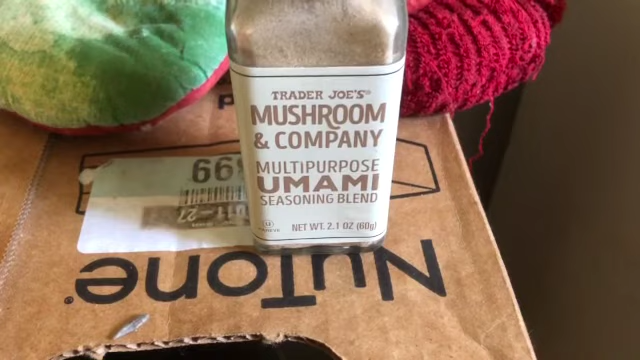 TRADER JOE'S®
MUSHROOM
& COMPANY
MULTIPURPOSE
UMAMI
SEASONING BLEND
NET WT. 2.1 OZ (60g)
NuTone®